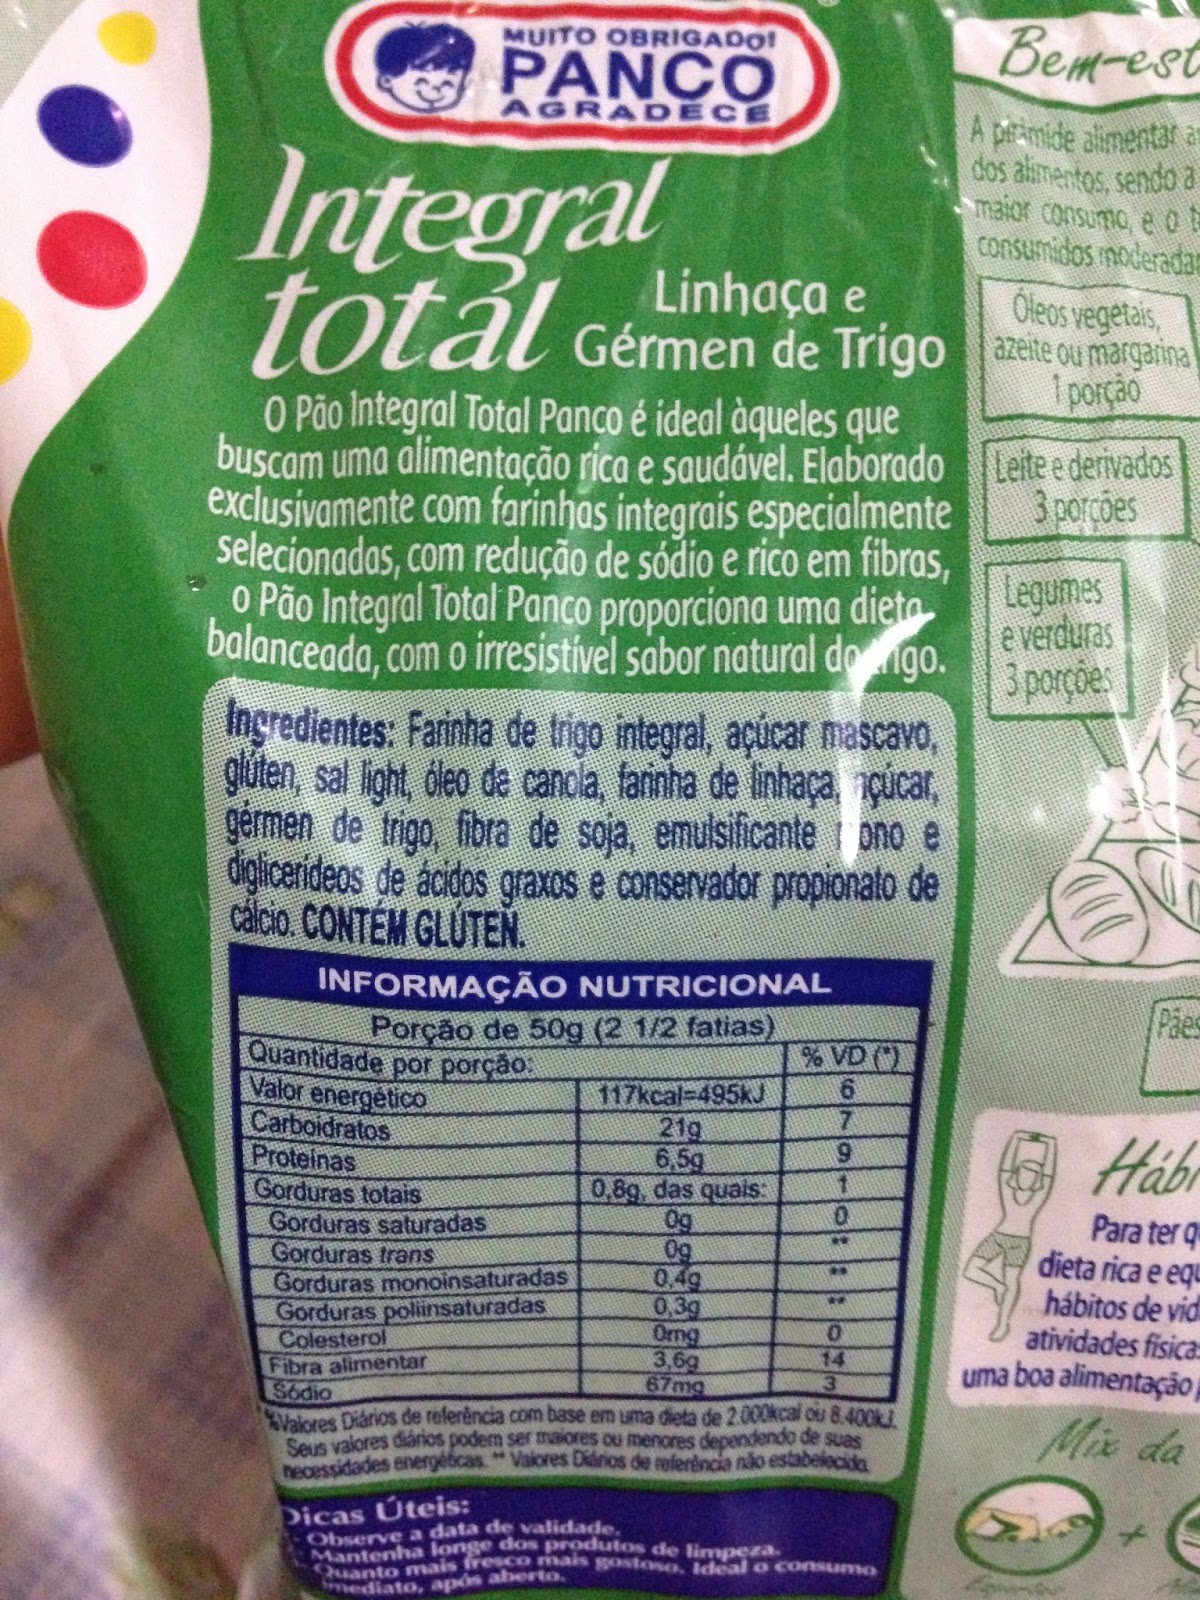 MUITO OBRIGADO!
PANCO
AGRADECE
Integral
total
Linhaça e
Gérmen de Trigo
O Pão Integral Total Panco é ideal àqueles que
buscam uma alimentação rica e saudável. Elaborado
exclusivamente com farinhas integrais especialmente
selecionadas, com redução de sódio e rico em fibras,
o Pão Integral Total Panco proporciona uma dieta
balanceada, com o irresistível sabor natural do trigo.
Ingredientes: Farinha de trigo integral, açúcar mascavo,
glúten, sal light, óleo de canola, farinha de linhaça, açúcar,
gérmen de trigo, fibra de soja, emulsificante mono e
diglicerídeos de ácidos graxos e conservador propionato de
cálcio. CONTÉM GLÚTEN.
INFORMAÇÃO NUTRICIONAL
Porção de 50g (2 1/2 fatias)
Quantidade por porção: % VD (*)
Valor energético 117kcal=495kJ 6
Carboidratos 21g 7
Proteínas 6,5g 9
Gorduras totais 0,8g, das quais: 1
Gorduras saturadas 0g 0
Gorduras trans 0g **
Gorduras monoinsaturadas 0,4g **
Gorduras poliinsaturadas 0,3g **
Colesterol 0mg 0
Fibra alimentar 3,6g 14
Sódio 67mg 3
*%Valores Diários de referência com base em uma dieta de 2.000kcal ou 8.400kJ.
Seus valores diários podem ser maiores ou menores dependendo de suas
necessidades energéticas. ** Valores Diários de referência não estabelecido.
Dicas Úteis:
- Observe a data de validade.
- Mantenha longe dos produtos de limpeza.
- Quanto mais fresco mais gostoso. Ideal o consumo
imediato, após aberto.
Bem-est
A pirâmide alimentar
dos alimentos, sendo a
maior consumo, e o
consumidos moderada
Óleos vegetais,
azeite ou margarina
1 porção
Leite e derivados
3 porções
Legumes
e verduras
3 porções
Pães
Hábi
Para ter q
dieta rica e equ
hábitos de vid
atividades física
uma boa alimentação
Mix da
+